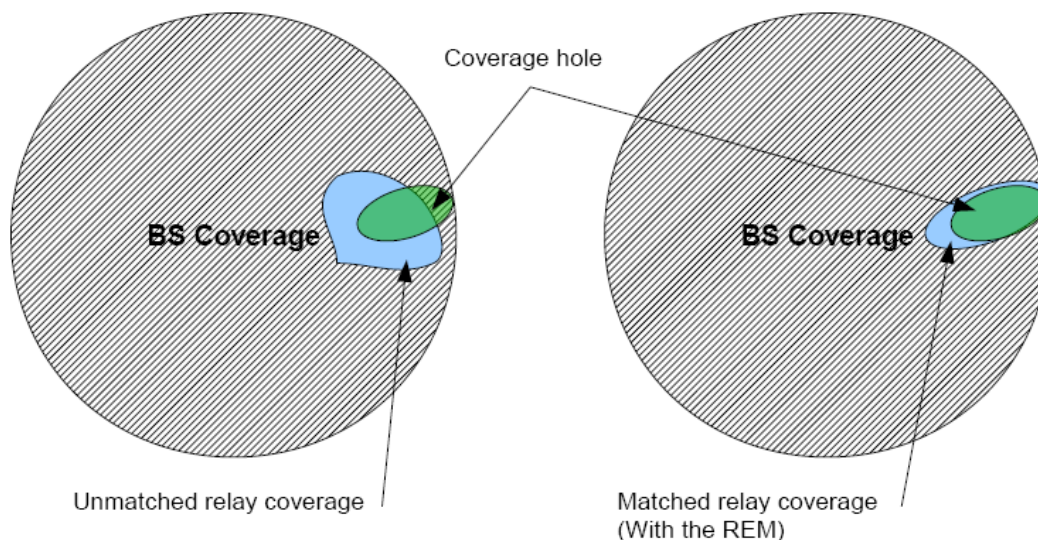 Coverage hole
BS Coverage
BS Coverage
Unmatched relay coverage
Matched relay coverage
(With the REM)